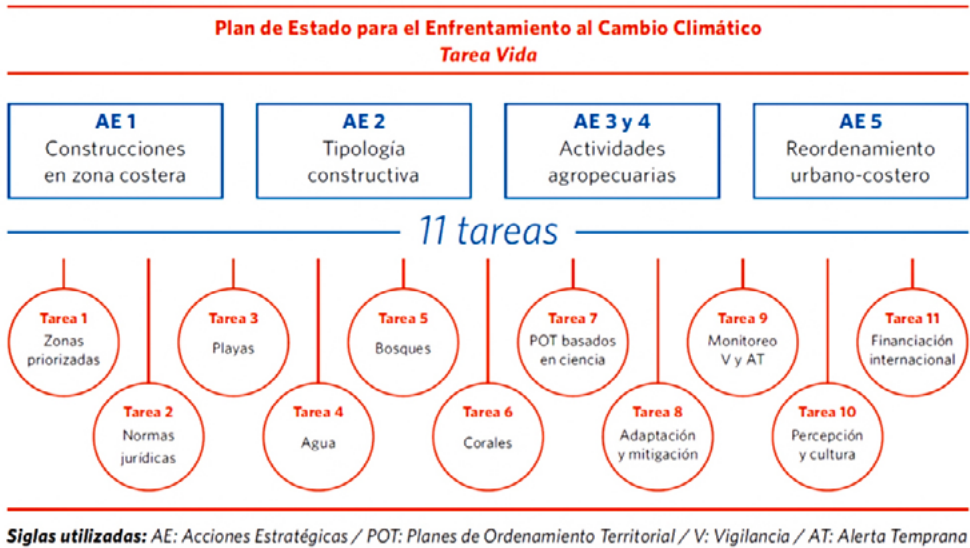 Plan de Estado para el Enfrentamiento al Cambio Climático
Tarea Vida
AE 1
Construcciones
en zona costera
AE 2
Tipología
constructiva
AE 3 y 4
Actividades
agropecuarias
AE 5
Reordenamiento
urbano-costero
11 tareas
Tarea 1
Zonas
priorizadas
Tarea 2
Normas
jurídicas
Tarea 3
Playas
Tarea 4
Agua
Tarea 5
Bosques
Tarea 6
Corales
Tarea 7
POT basados
en ciencia
Tarea 8
Adaptación
y mitigación
Tarea 9
Monitoreo
V y AT
Tarea 10
Percepción
y cultura
Tarea 11
Financiación
internacional
Siglas utilizadas: AE: Acciones Estratégicas / POT: Planes de Ordenamiento Territorial / V: Vigilancia / AT: Alerta Temprana